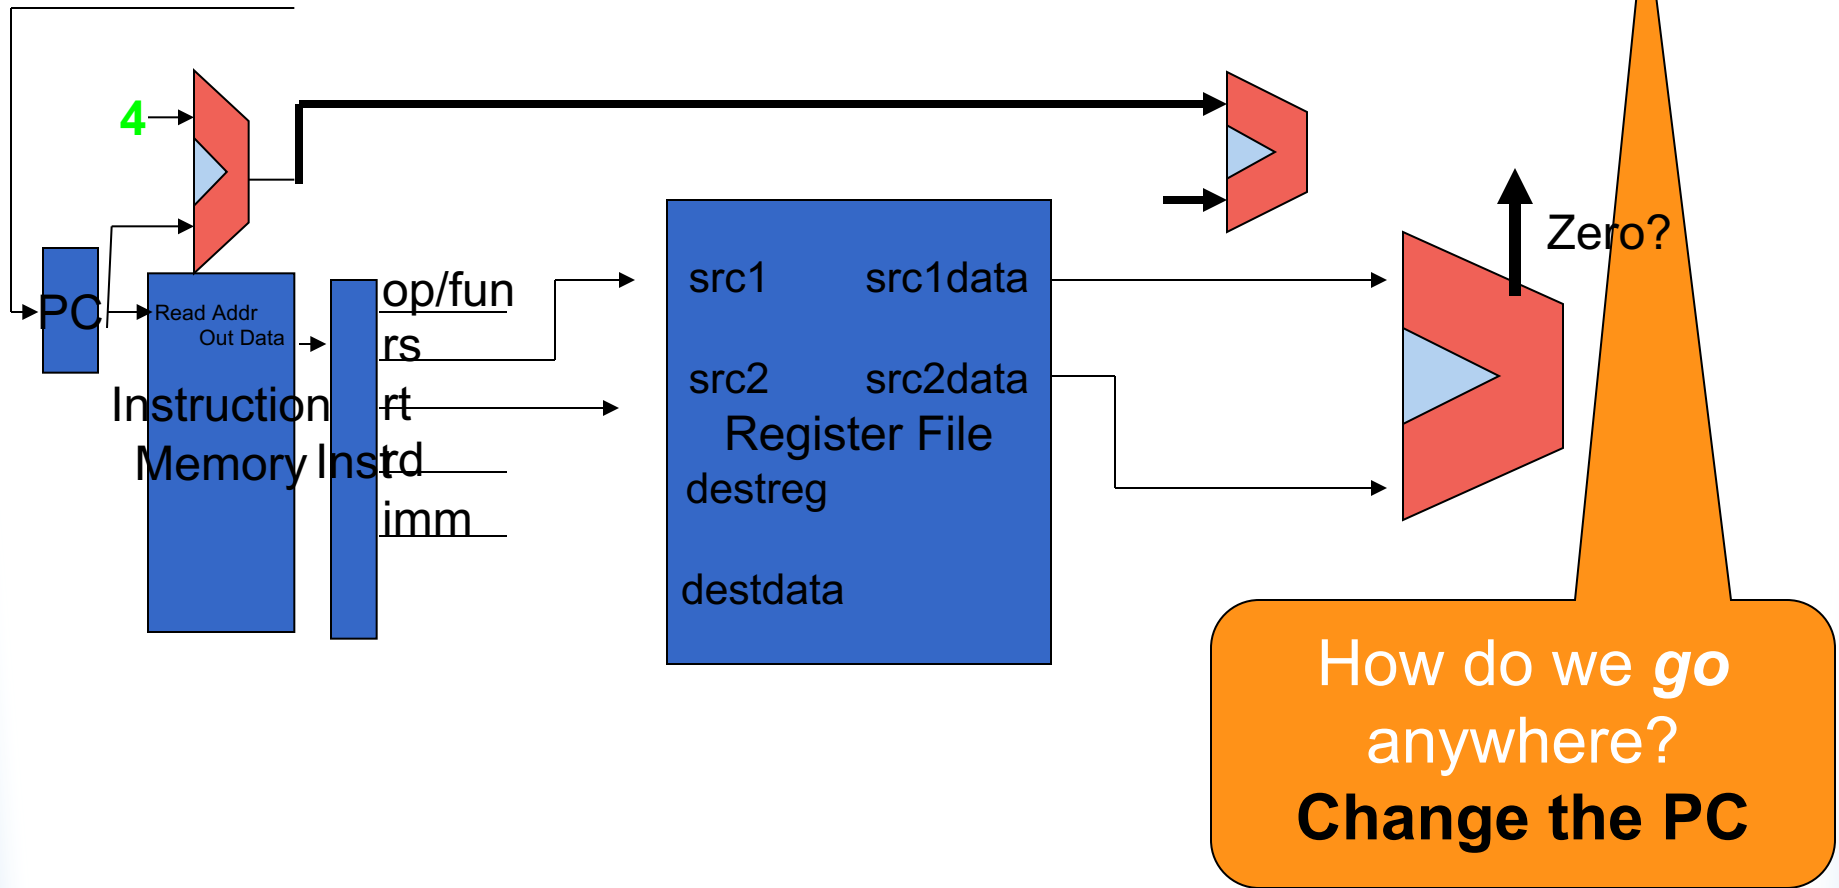 4
Zero?
PC
Read Addr
Out Data
op/fun
rs
rt
rd
imm
Instruction
Memory
Inst
src1
src1data
src2
src2data
Register File
destreg
destdata
How do we go
anywhere?
Change the PC